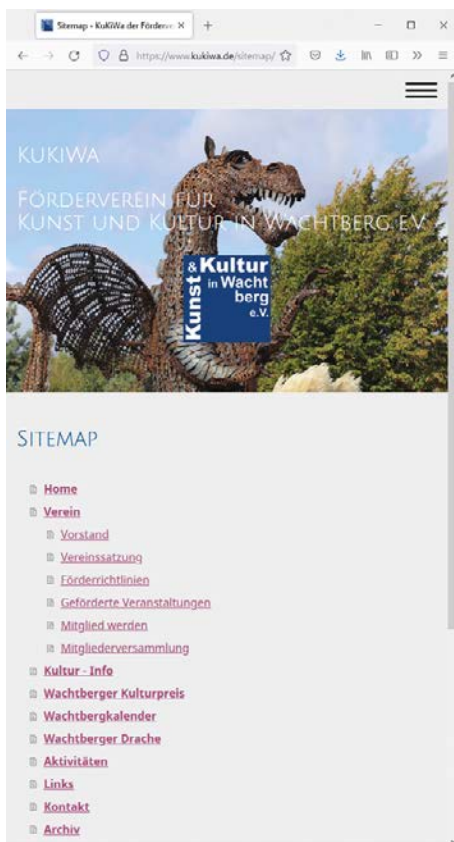 Sitemap - KuKiWa der Förderve
https://www.kukiwa.de/sitemap/
KUKIWA
FÖRDERVEREIN FÜR
KUNST UND KULTUR IN WACHTBERG E.V.
Kunst
& Kultur
in Wacht
berg
e.V.
SITEMAP
Home
Verein
Vorstand
Vereinssatzung
Förderrichtlinien
Geförderte Veranstaltungen
Mitglied werden
Mitgliederversammlung
Kultur - Info
Wachtberger Kulturpreis
Wachtbergkalender
Wachtberger Drache
Aktivitäten
Links
Kontakt
Archiv